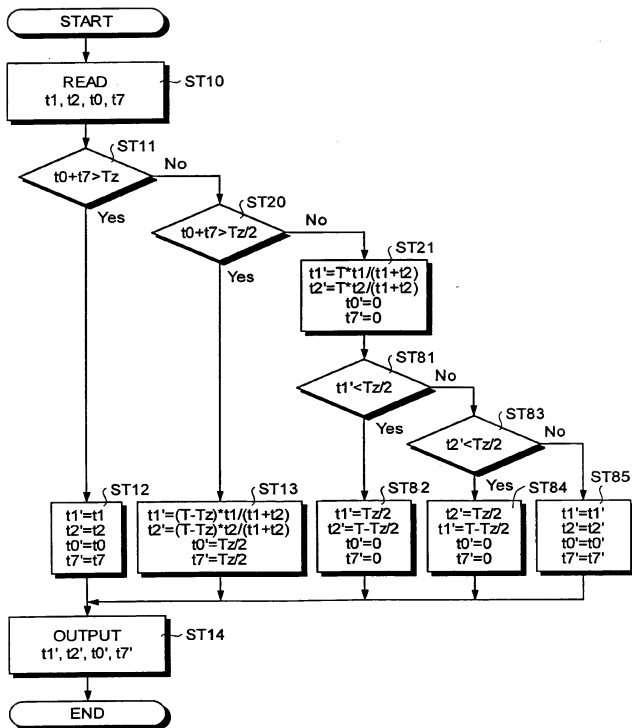 START
READ
t1, t2, t0, t7
ST10
ST11
t0+t7>Tz
No
Yes
ST20
t0+t7>Tz/2
No
Yes
ST21
t1'=T*t1/(t1+t2)
t2'=T*t2/(t1+t2)
t0'=0
t7'=0
ST81
t1'<Tz/2
No
Yes
ST83
t2'<Tz/2
No
Yes
ST12
t1'=t1
t2'=t2
t0'=t0
t7'=t7
ST13
t1'=(T-Tz)*t1/(t1+t2)
t2'=(T-Tz)*t2/(t1+t2)
t0'=Tz/2
t7'=Tz/2
ST82
t1'=Tz/2
t2'=T-Tz/2
t0'=0
t7'=0
ST84
t2'=Tz/2
t1'=T-Tz/2
t0'=0
t7'=0
ST85
t1'=t1'
t2'=t2'
t0'=t0'
t7'=t7'
OUTPUT
t1', t2', t0', t7'
ST14
END